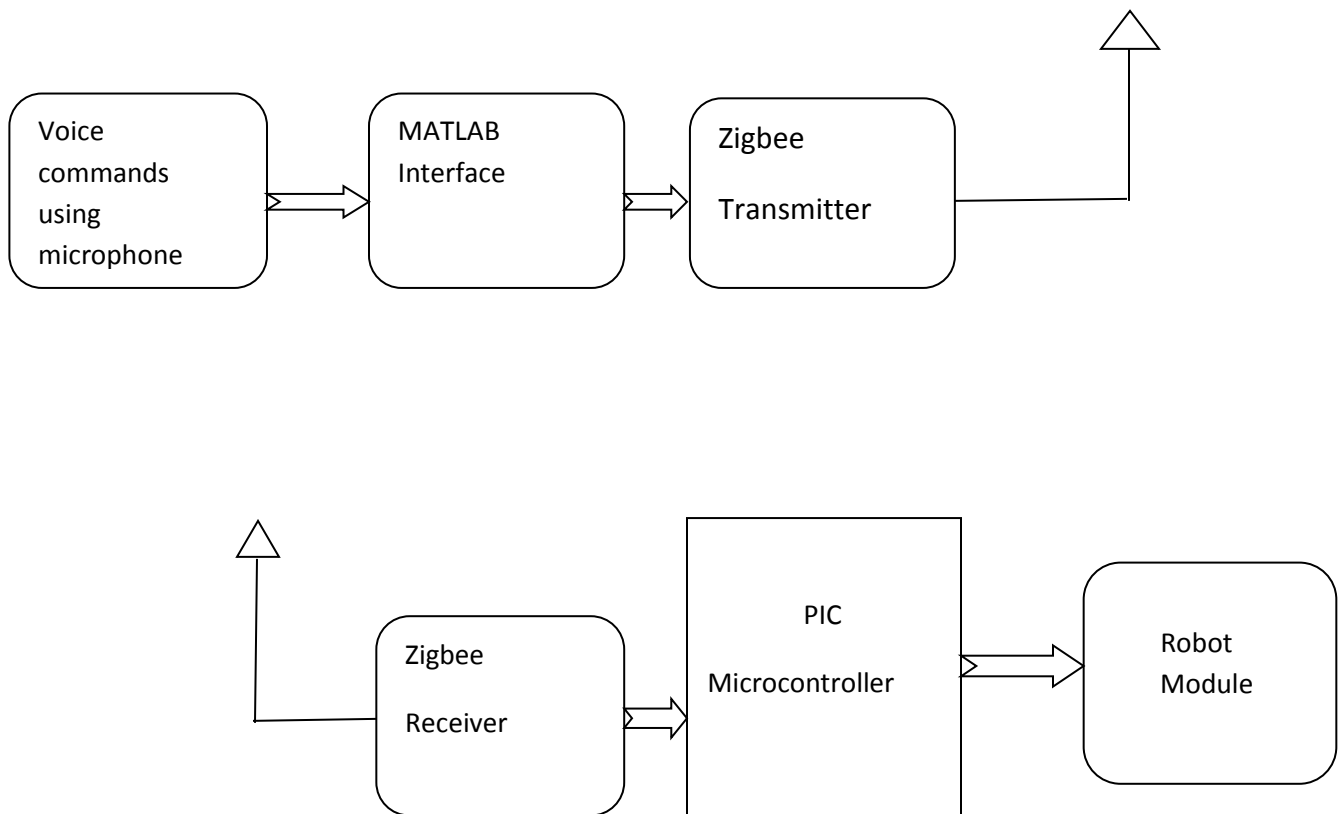 Voice
commands
using
microphone
MATLAB
Interface
Zigbee
Transmitter
Zigbee
Receiver
PIC
Microcontroller
Robot
Module